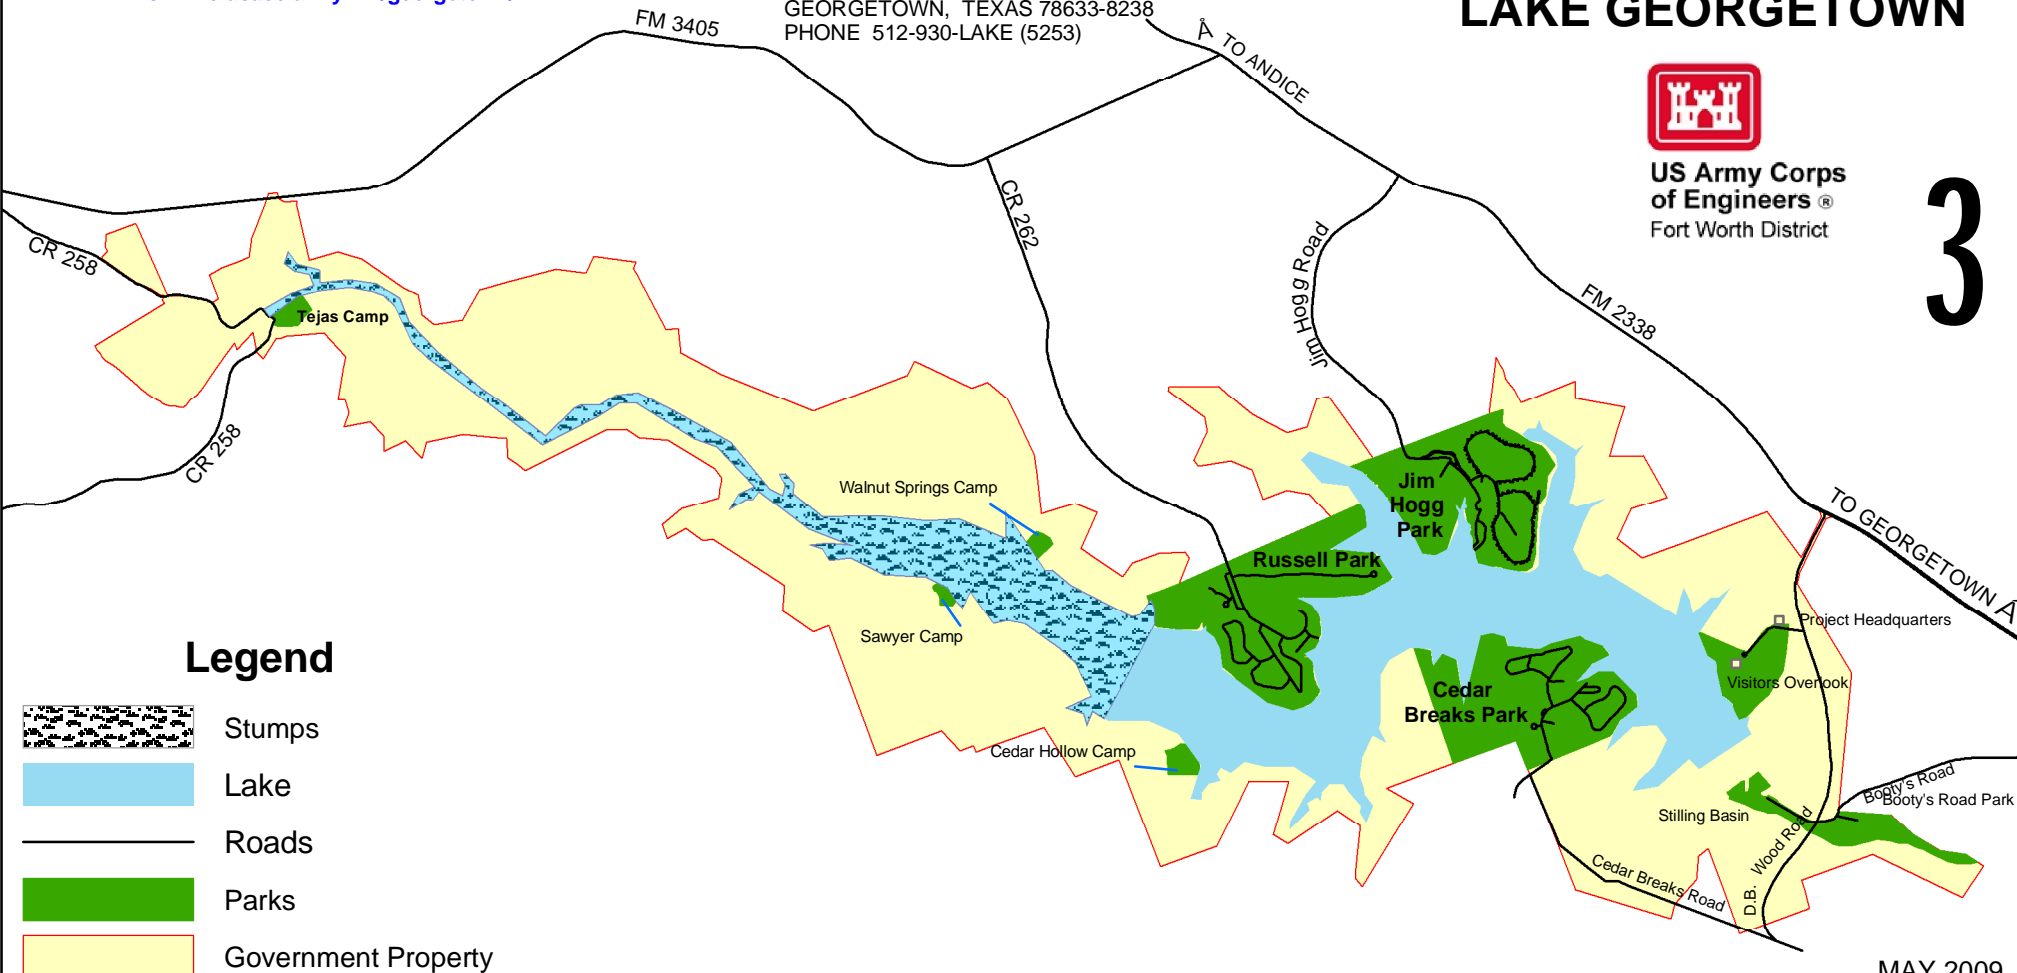 GEORGETOWN, TEXAS 78633-8238
PHONE 512-930-LAKE (5253)
LAKE GEORGETOWN
US Army Corps
of Engineers ®
Fort Worth District
3
FM 3405
Å TO ANDICE
CR 262
Jim Hogg Road
FM 2338
CR 258
Tejas Camp
CR 258
Walnut Springs Camp
Jim
Hogg
Park
Russell Park
TO GEORGETOWN Å
Sawyer Camp
Project Headquarters
Visitors Overlook
Cedar
Breaks Park
Cedar Hollow Camp
Booty's Road
Booty's Road Park
Stilling Basin
D.B. Wood Road
Cedar Breaks Road
Legend
Stumps
Lake
Roads
Parks
Government Property
MAY 2009